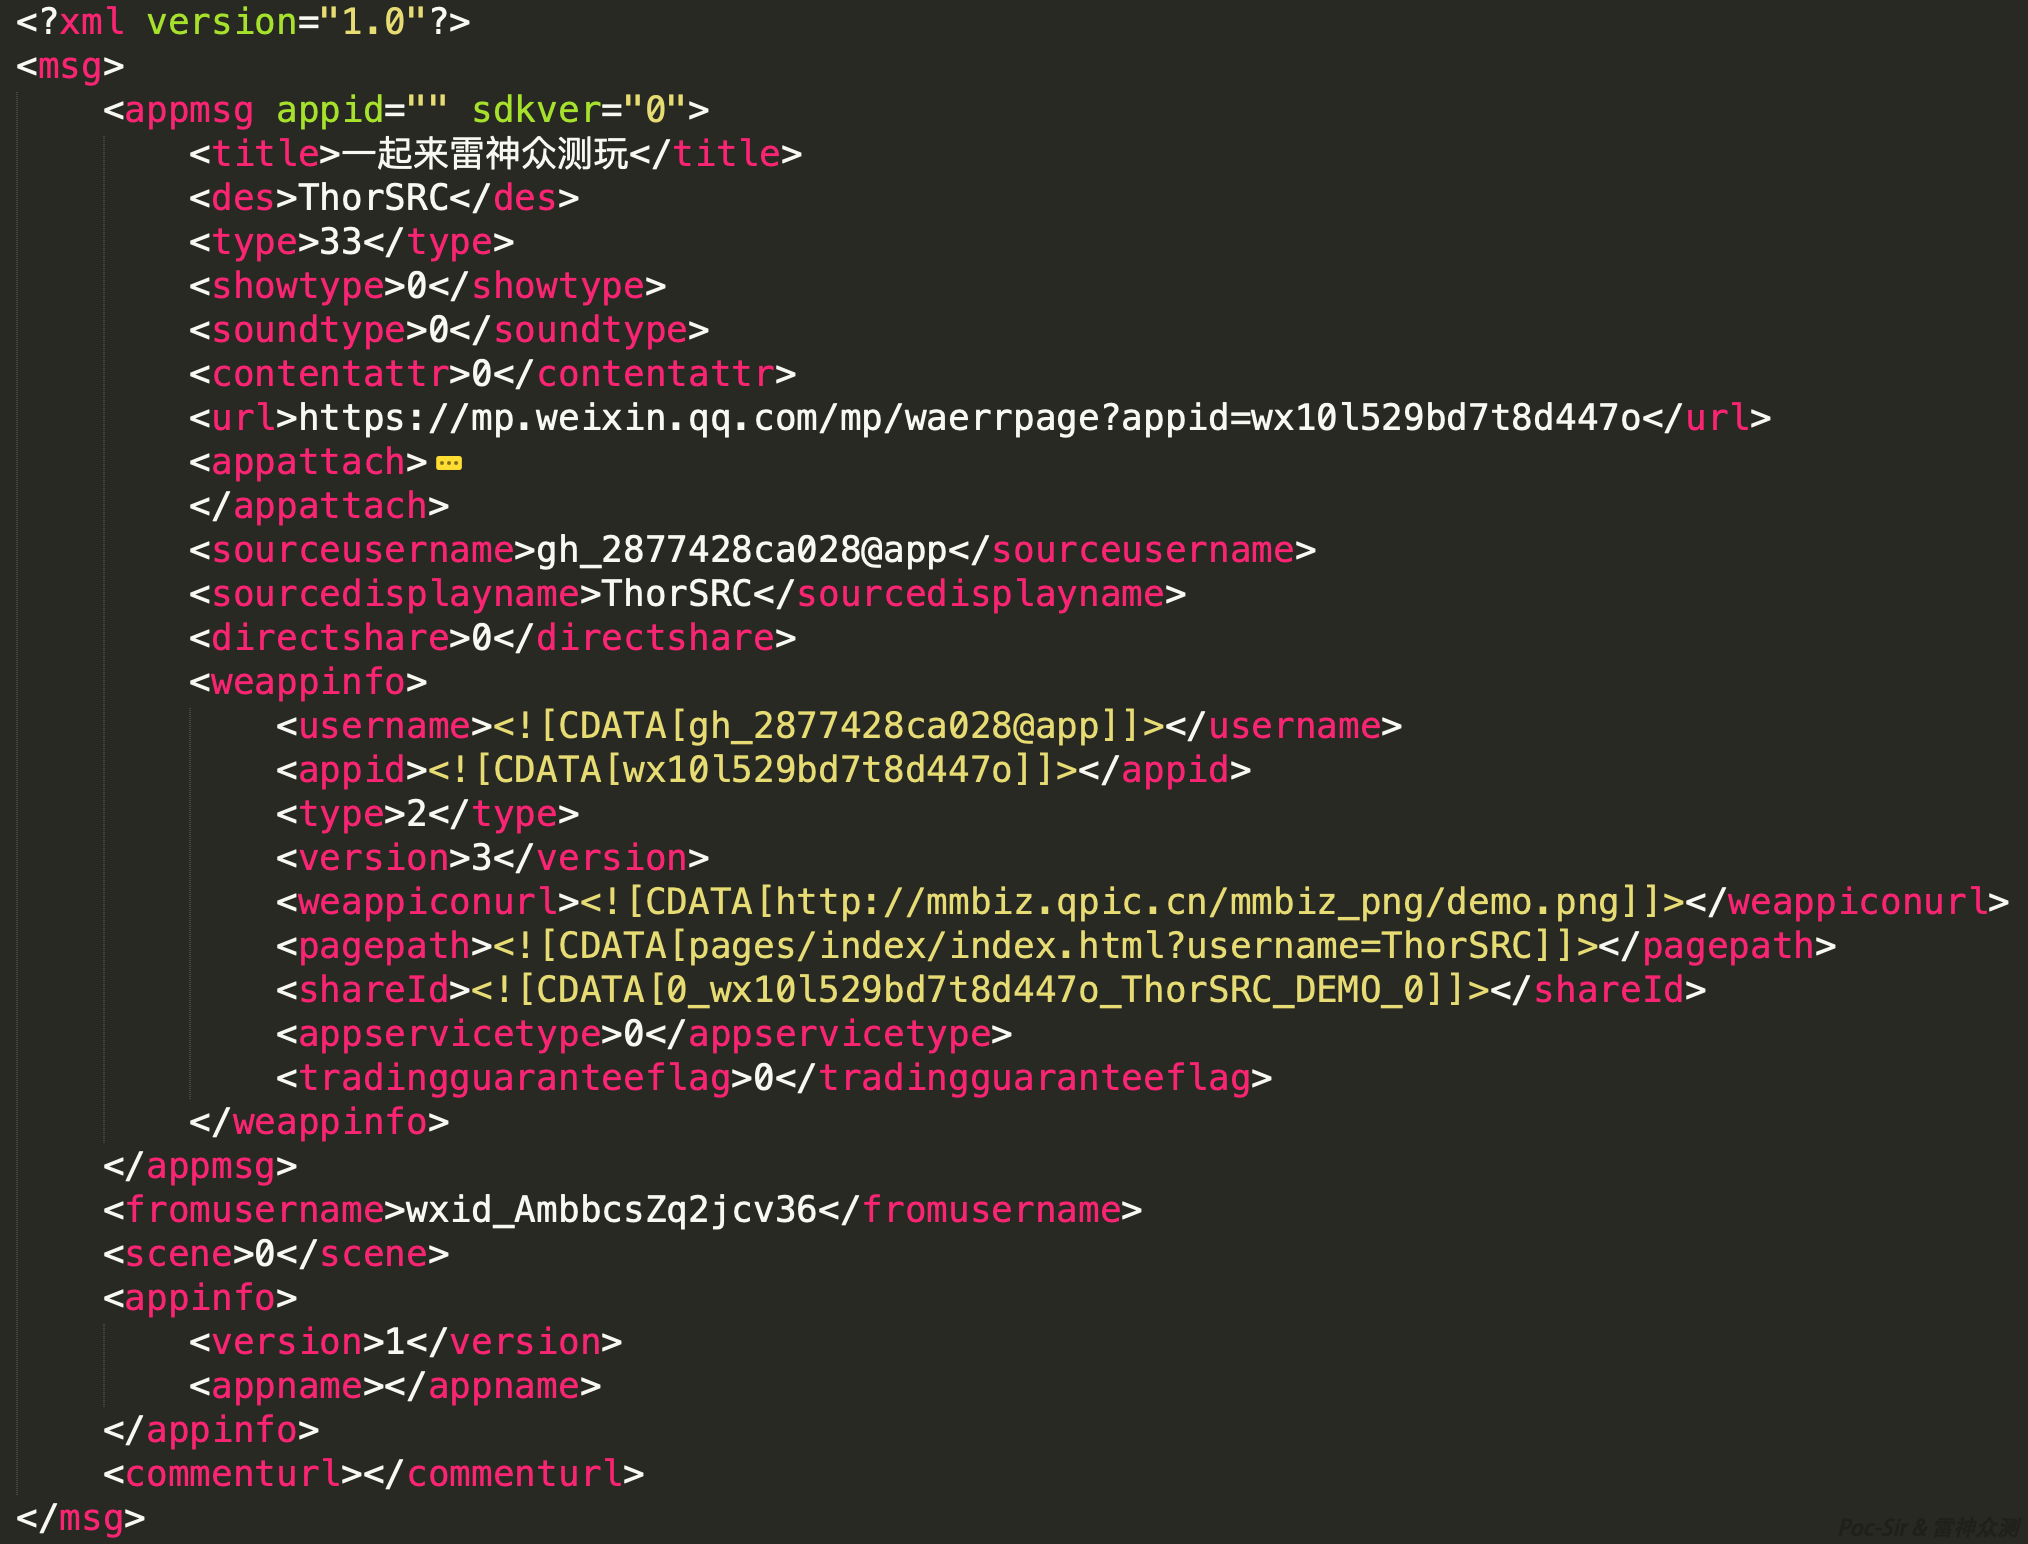 <?xml version="1.0"?>
<msg>
    <appmsg appid="" sdkver="0">
        <title>一起来雷神众测玩</title>
        <des>ThorSRC</des>
        <type>33</type>
        <showtype>0</showtype>
        <soundtype>0</soundtype>
        <contentattr>0</contentattr>
        <url>https://mp.weixin.qq.com/mp/waerrpage?appid=wx10l529bd7t8d447o</url>
        <appattach>
        </appattach>
        <sourceusername>gh_2877428ca028@app</sourceusername>
        <sourcedisplayname>ThorSRC</sourcedisplayname>
        <directshare>0</directshare>
        <weappinfo>
            <username><![CDATA[gh_2877428ca028@app]]></username>
            <appid><![CDATA[wx10l529bd7t8d447o]]></appid>
            <type>2</type>
            <version>3</version>
            <weappiconurl><![CDATA[http://mmbiz.qpic.cn/mmbiz_png/demo.png]]></weappiconurl>
            <pagepath><![CDATA[pages/index/index.html?username=ThorSRC]]></pagepath>
            <shareId><![CDATA[0_wx10l529bd7t8d447o_ThorSRC_DEMO_0]]></shareId>
            <appservicetype>0</appservicetype>
            <tradingguaranteeflag>0</tradingguaranteeflag>
        </weappinfo>
    </appmsg>
    <fromusername>wxid_AmbbcsZq2jcv36</fromusername>
    <scene>0</scene>
    <appinfo>
        <version>1</version>
        <appname></appname>
    </appinfo>
    <commenturl></commenturl>
</msg>
Poc-Sir & 雷神众测